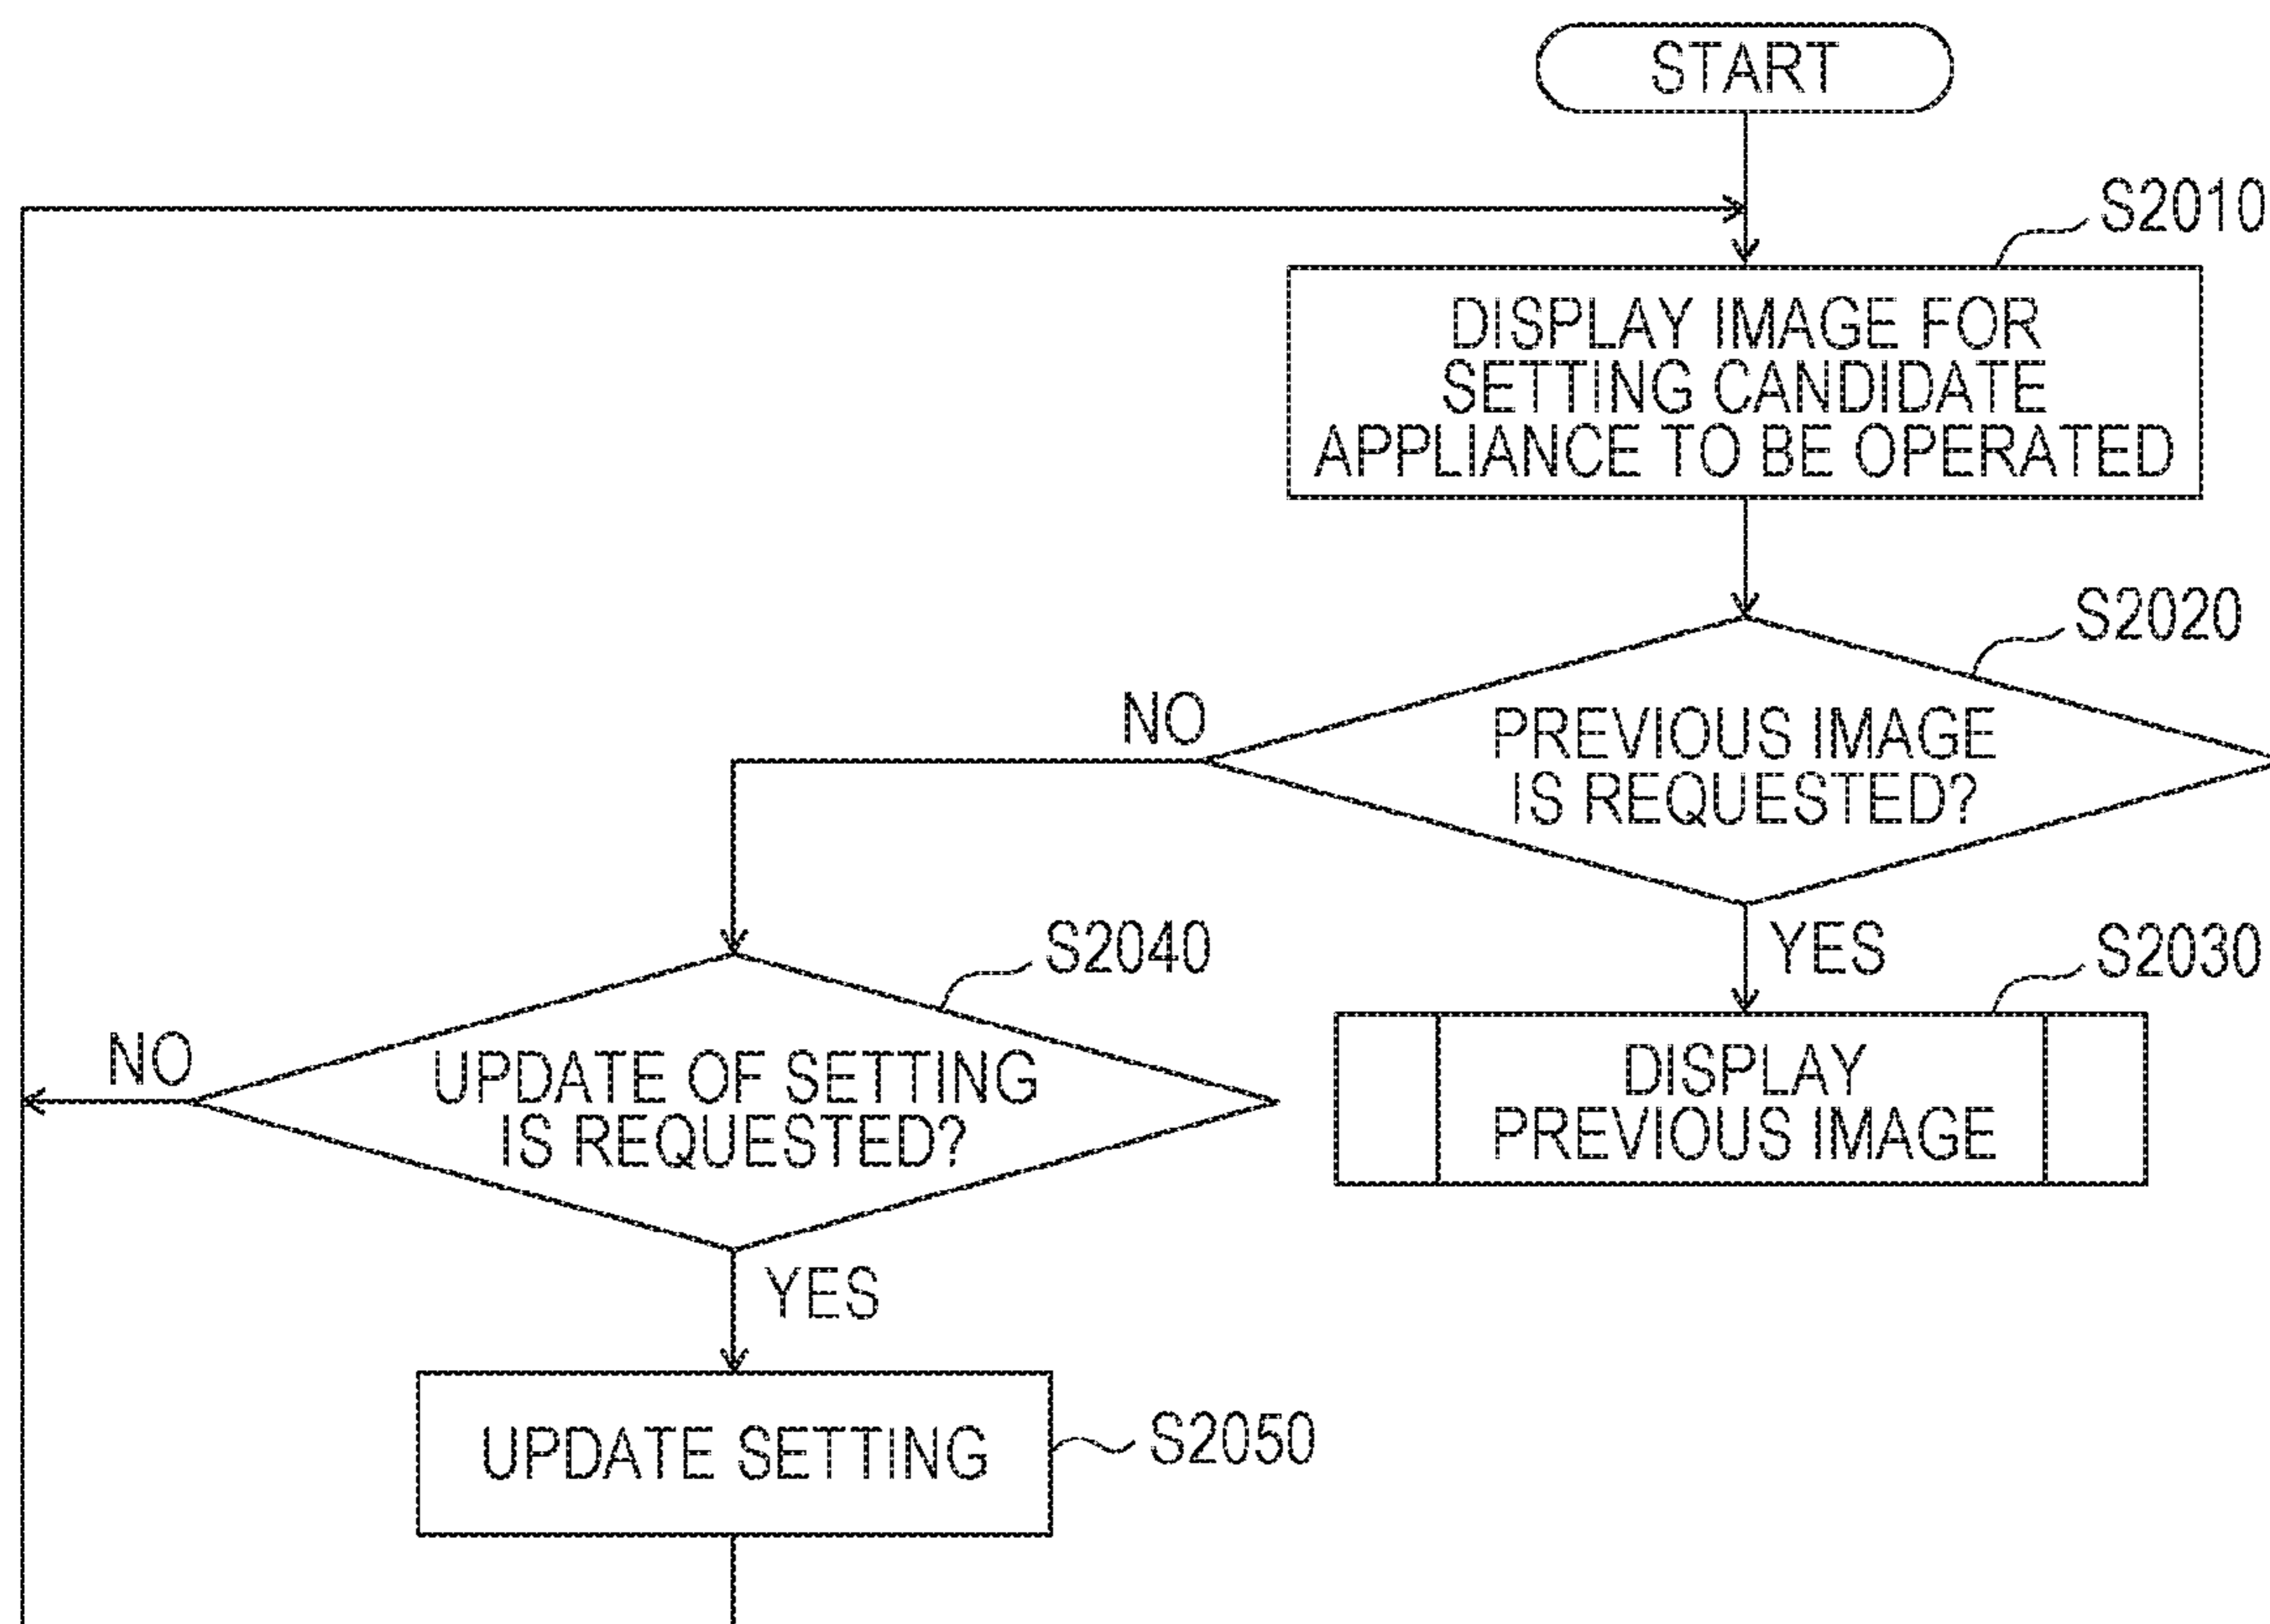 START
S2010
DISPLAY IMAGE FOR
SETTING CANDIDATE
APPLIANCE TO BE OPERATED
S2020
NO
PREVIOUS IMAGE
IS REQUESTED?
YES
S2030
DISPLAY
PREVIOUS IMAGE
S2040
NO
UPDATE OF SETTING
IS REQUESTED?
YES
UPDATE SETTING
S2050